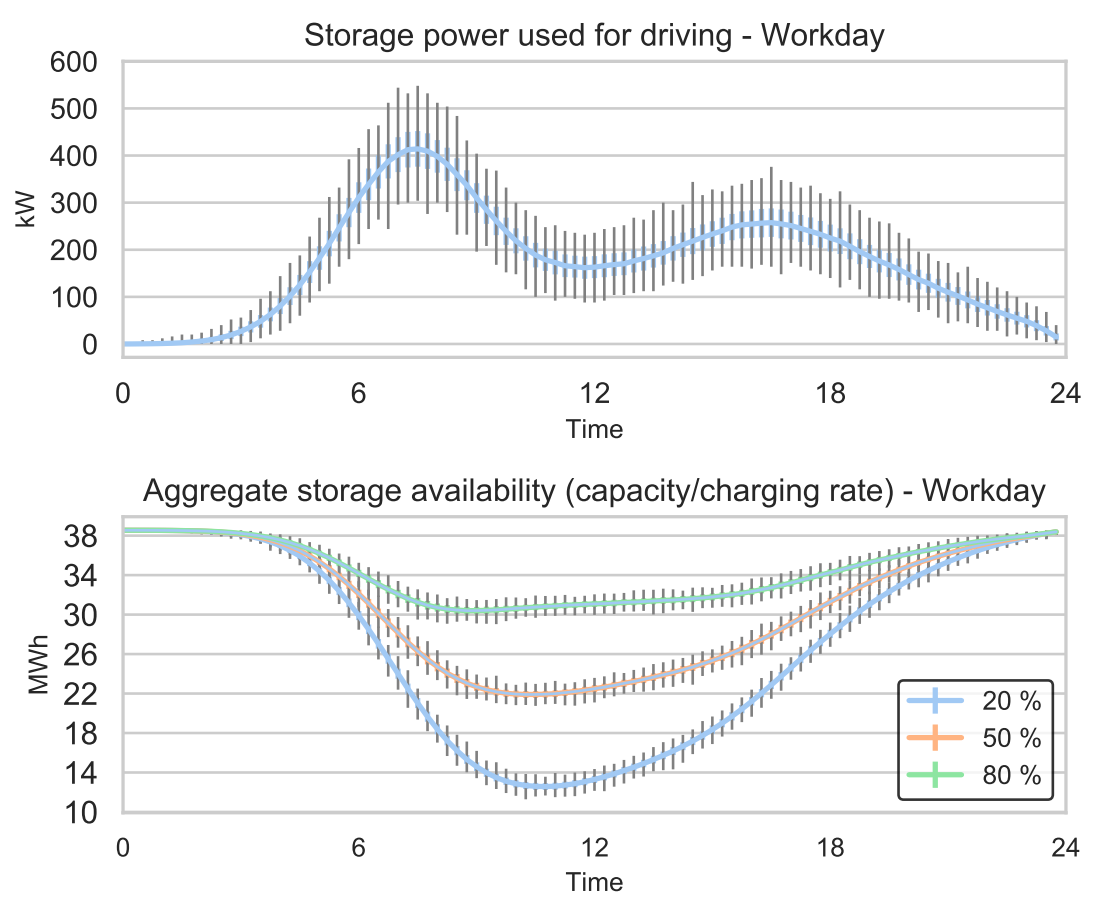 Storage power used for driving - Workday
600
500
400
300
200
100
0
kW
0 6 12 18 24
Time
Aggregate storage availability (capacity/charging rate) - Workday
38
34
30
26
22
18
14
10
MWh
20 %
50 %
80 %
0 6 12 18 24
Time